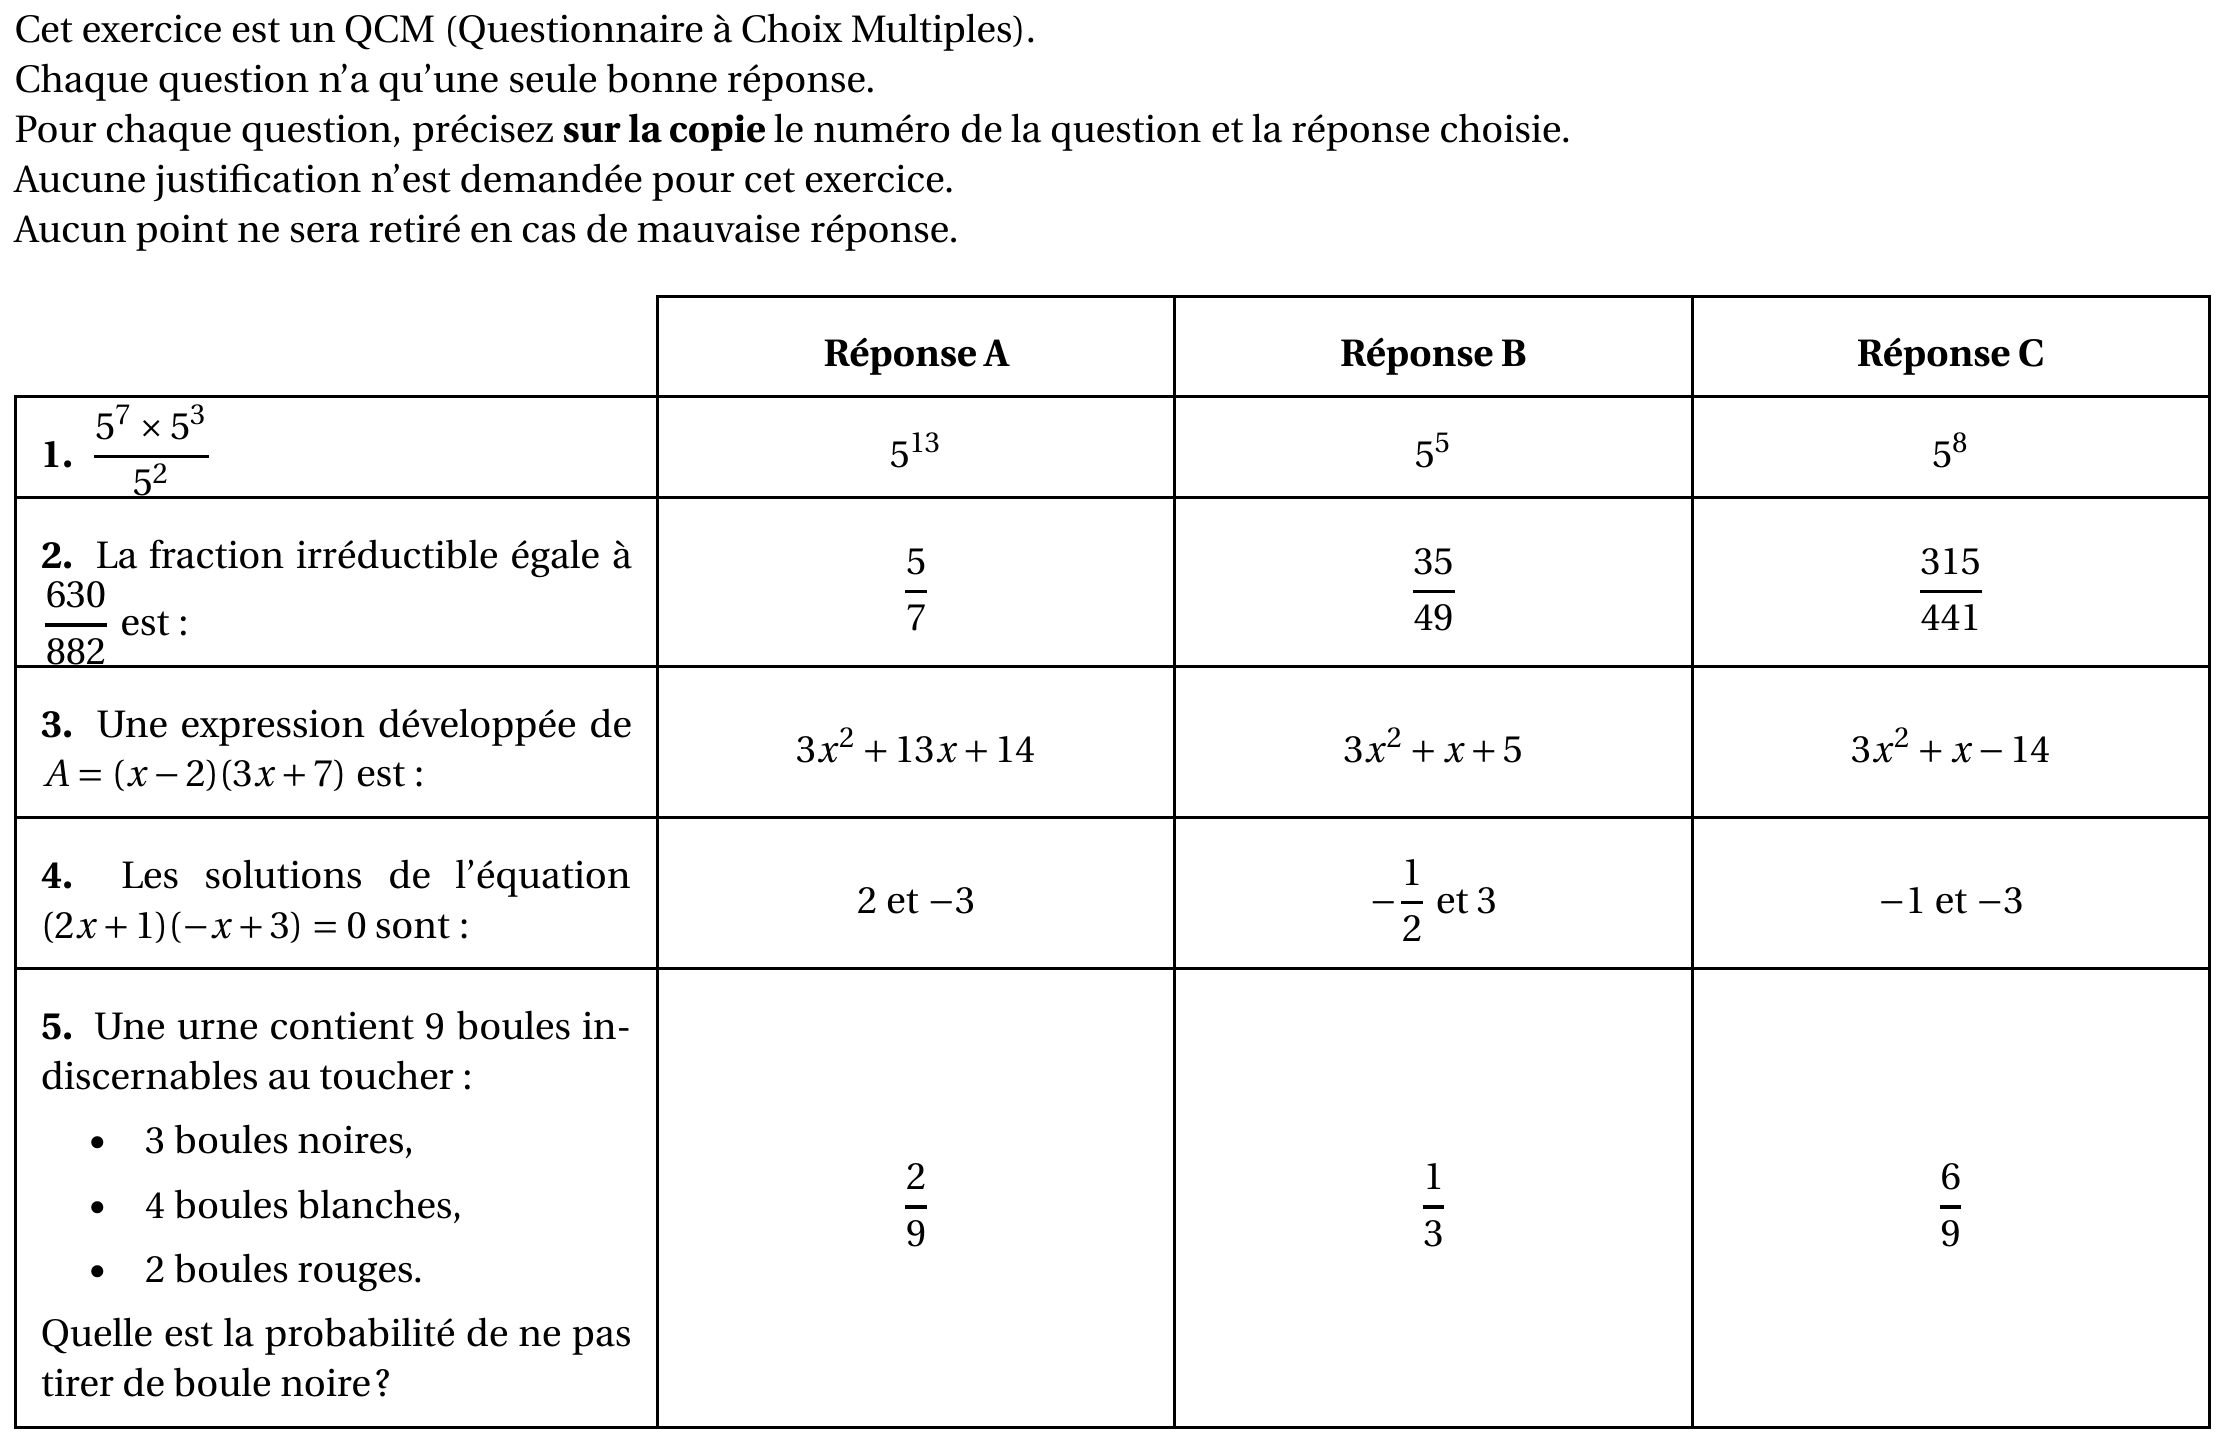 Cet exercice est un QCM (Questionnaire à Choix Multiples).
Chaque question n'a qu'une seule bonne réponse.
Pour chaque question, précisez sur la copie le numéro de la question et la réponse choisie.
Aucune justification n'est demandée pour cet exercice.
Aucun point ne sera retiré en cas de mauvaise réponse.
Réponse A Réponse B Réponse C
1. \frac{5^7 × 5^3}{5^2} 5^{13} 5^5 5^8
2. La fraction irréductible égale à
\frac{630}{882} est : \frac{5}{7} \frac{35}{49} \frac{315}{441}
3. Une expression développée de
A = (x − 2)(3x + 7) est : 3x^2 + 13x + 14 3x^2 + x + 5 3x^2 + x − 14
4. Les solutions de l'équation
(2x + 1)(−x + 3) = 0 sont : 2 et −3 −\frac{1}{2} et 3 −1 et −3
5. Une urne contient 9 boules in-
discernables au toucher :
• 3 boules noires,
• 4 boules blanches,
• 2 boules rouges.
Quelle est la probabilité de ne pas
tirer de boule noire ?
\frac{2}{9} \frac{1}{3} \frac{6}{9}